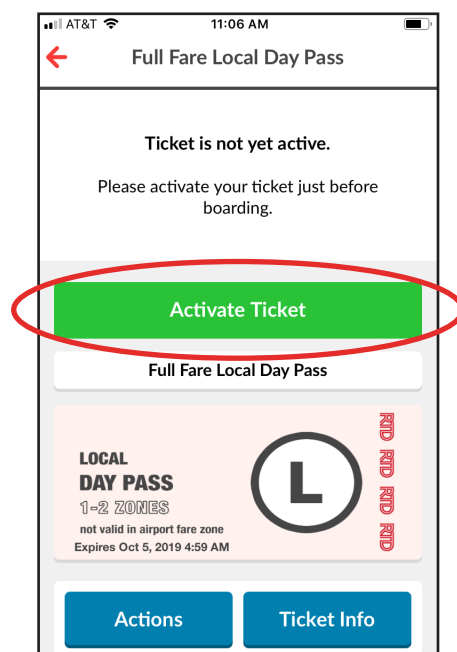 AT&T 11:06 AM
Full Fare Local Day Pass
Ticket is not yet active.
Please activate your ticket just before
boarding.
Activate Ticket
Full Fare Local Day Pass
LOCAL
DAY PASS
1-2 ZONES
not valid in airport fare zone
Expires Oct 5, 2019 4:59 AM
L
RTD RTD RTD RTD
Actions Ticket Info